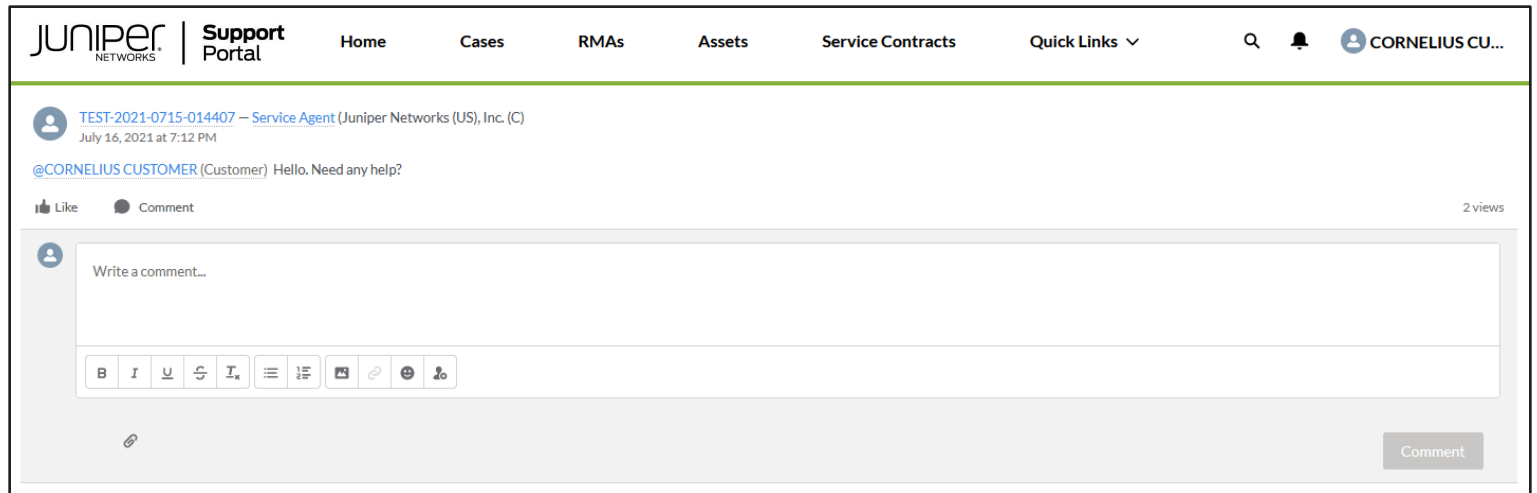 JUNIPER NETWORKS Support Portal Home Cases RMAs Assets Service Contracts Quick Links CORNELIUS CU...
TEST-2021-0715-014407 — Service Agent (Juniper Networks (US), Inc. (C)
July 16, 2021 at 7:12 PM
@CORNELIUS CUSTOMER (Customer) Hello. Need any help?
Like Comment 2 views
Write a comment...
B I U S Tx
Comment